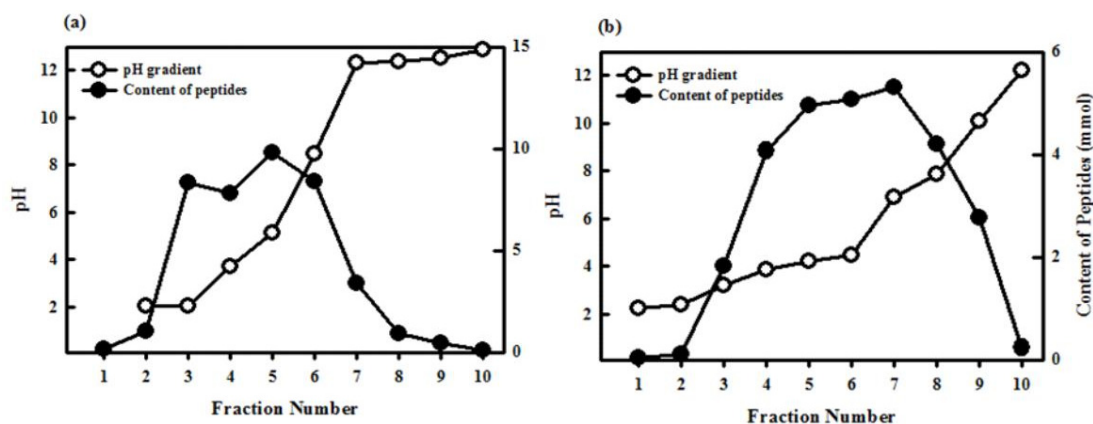 (a)
pH gradient
Content of peptides
pH
12
10
8
6
4
2
15
10
5
0
1 2 3 4 5 6 7 8 9 10
Fraction Number
(b)
pH gradient
Content of peptides
pH
12
10
8
6
4
2
6
4
2
0
Content of Peptides (mmol)
1 2 3 4 5 6 7 8 9 10
Fraction Number